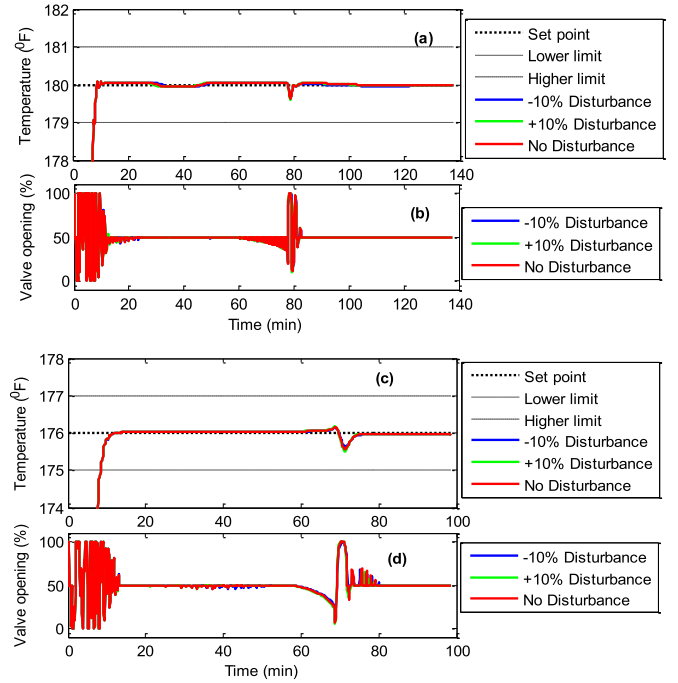 182
181
180
179
178
Temperature (⁰F)
(a)
0 20 40 60 80 100 120 140
Set point
Lower limit
Higher limit
-10% Disturbance
+10% Disturbance
No Disturbance
100
50
0
Valve opening (%)
(b)
0 20 40 60 80 100 120 140
Time (min)
-10% Disturbance
+10% Disturbance
No Disturbance
178
177
176
175
174
Temperature (⁰F)
(c)
0 20 40 60 80 100
Set point
Lower limit
Higher limit
-10% Disturbance
+10% Disturbance
No Disturbance
100
50
0
Valve opening (%)
(d)
0 20 40 60 80 100
Time (min)
-10% Disturbance
+10% Disturbance
No Disturbance